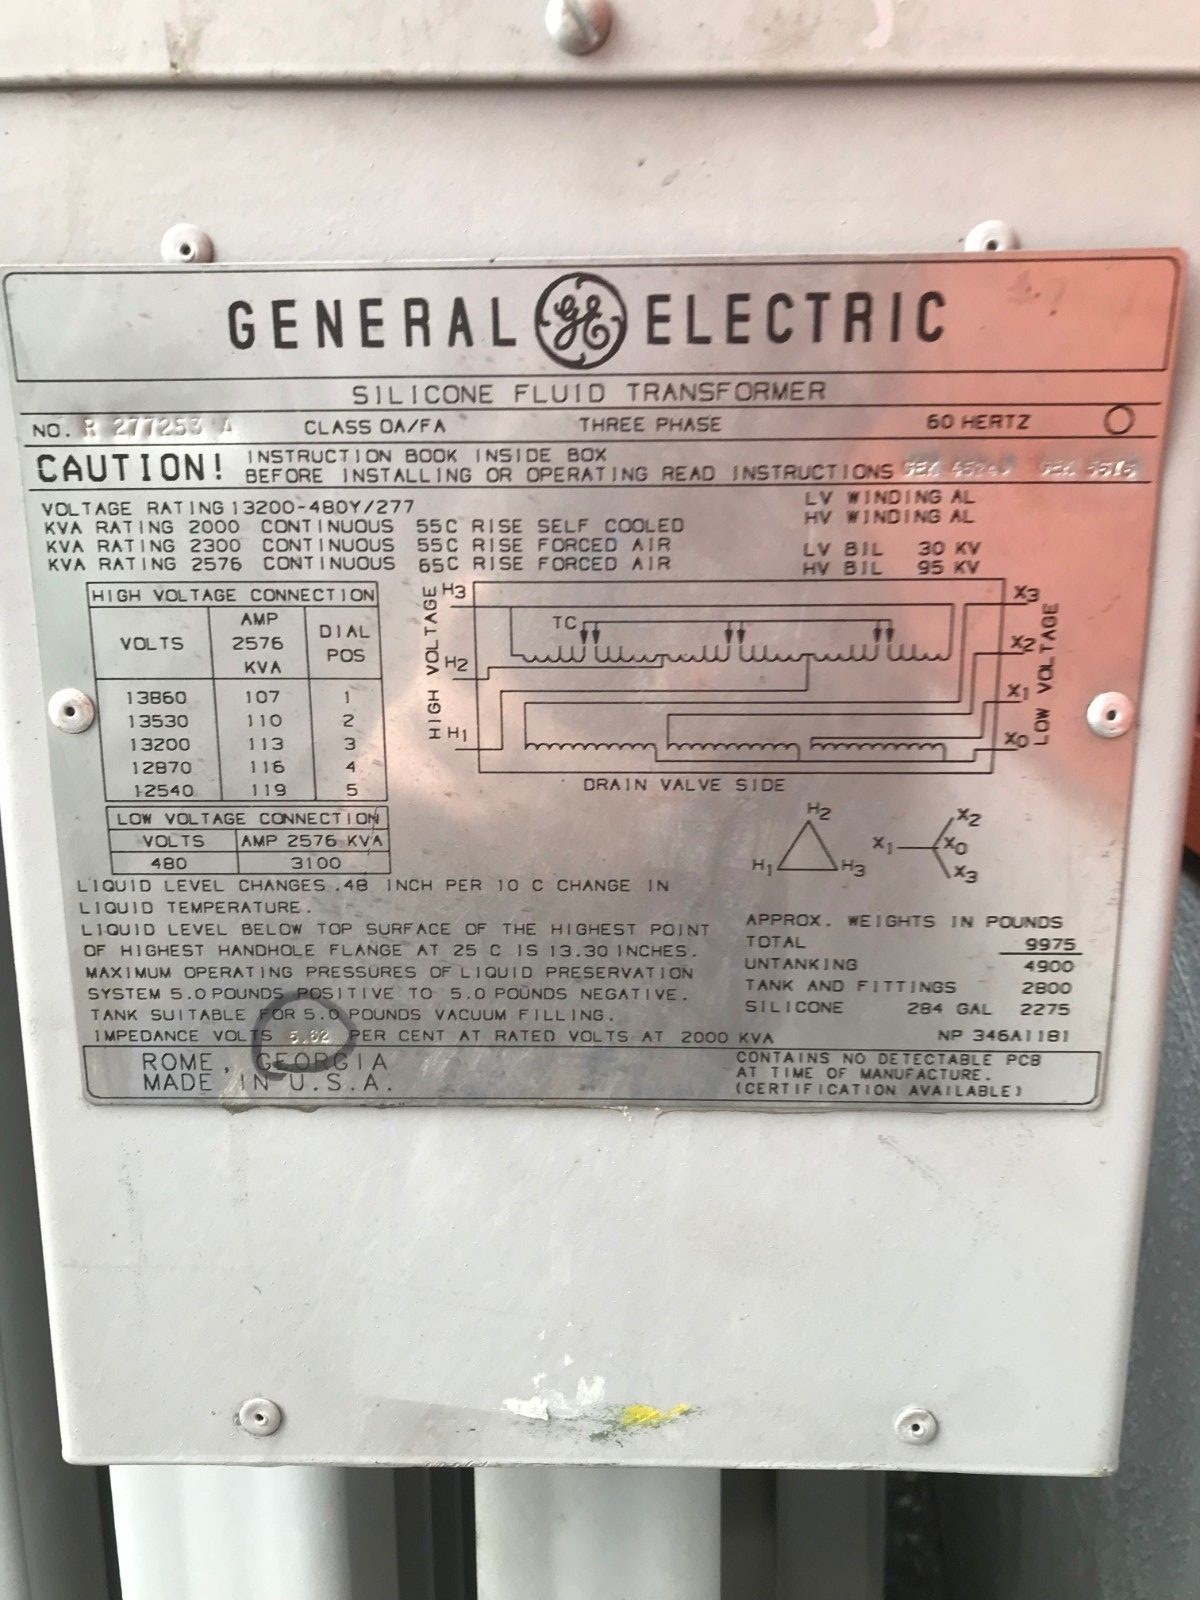 GENERAL GE ELECTRIC
SILICONE FLUID TRANSFORMER
NO. R 277253 A CLASS OA/FA THREE PHASE 60 HERTZ
CAUTION! INSTRUCTION BOOK INSIDE BOX
BEFORE INSTALLING OR OPERATING READ INSTRUCTIONS GEK
VOLTAGE RATING 13200-480Y/277 LV WINDING AL
KVA RATING 2000 CONTINUOUS 55C RISE SELF COOLED HV WINDING AL
KVA RATING 2300 CONTINUOUS 55C RISE FORCED AIR LV BIL 30 KV
KVA RATING 2576 CONTINUOUS 65C RISE FORCED AIR HV BIL 95 KV
HIGH VOLTAGE CONNECTION
VOLTS AMP 2576 KVA DIAL POS
13860 107 1
13530 110 2
13200 113 3
12870 116 4
12540 119 5
LOW VOLTAGE CONNECTION
VOLTS AMP 2576 KVA
480 3100
HIGH VOLTAGE
H3
H2
H1
TC
X3
X2
X1
X0
LOW VOLTAGE
DRAIN VALVE SIDE
H2
H1 H3
X2
X1 X0
X3
LIQUID LEVEL CHANGES .48 INCH PER 10 C CHANGE IN
LIQUID TEMPERATURE.
LIQUID LEVEL BELOW TOP SURFACE OF THE HIGHEST POINT
OF HIGHEST HANDHOLE FLANGE AT 25 C IS 13.30 INCHES.
MAXIMUM OPERATING PRESSURES OF LIQUID PRESERVATION
SYSTEM 5.0 POUNDS POSITIVE TO 5.0 POUNDS NEGATIVE.
TANK SUITABLE FOR 5.0 POUNDS VACUUM FILLING.
IMPEDANCE VOLTS 5.62 PER CENT AT RATED VOLTS AT 2000 KVA
APPROX. WEIGHTS IN POUNDS
TOTAL 9975
UNTANKING 4900
TANK AND FITTINGS 2800
SILICONE 284 GAL 2275
NP 346A1181
ROME, GEORGIA
MADE IN U.S.A.
CONTAINS NO DETECTABLE PCB
AT TIME OF MANUFACTURE.
(CERTIFICATION AVAILABLE)